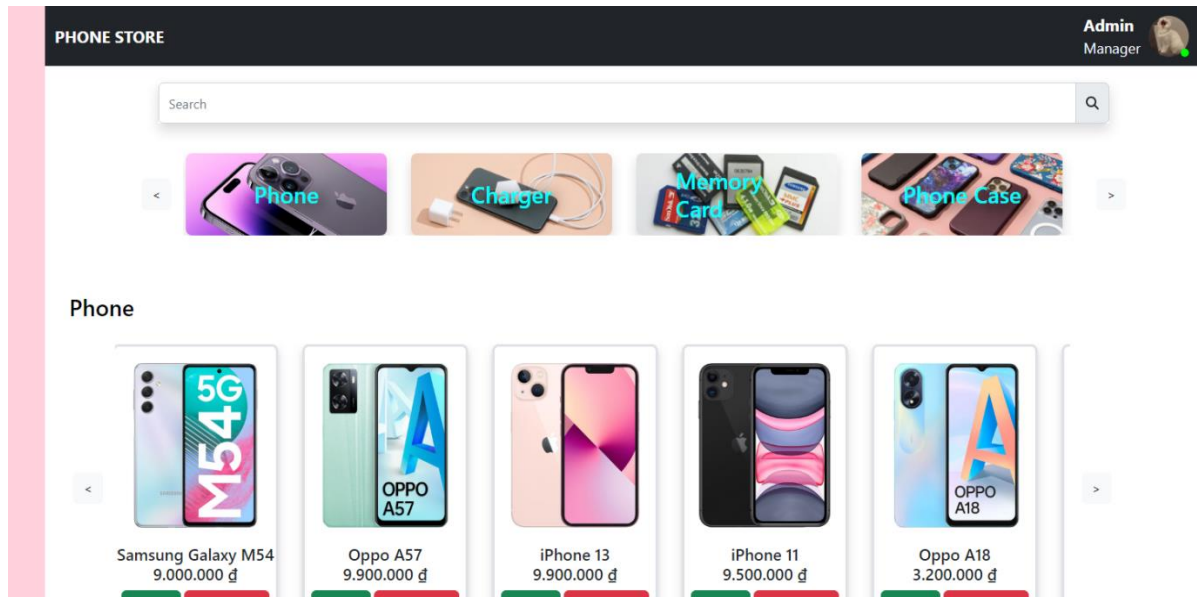 PHONE STORE
Admin
Manager
Search
<
Phone
Charger
Memory
Card
Phone Case
>
Phone
<
5G
M54
OPPO
A57
OPPO
A18
>
Samsung Galaxy M54
9.000.000 ₫
Oppo A57
9.900.000 ₫
iPhone 13
9.900.000 ₫
iPhone 11
9.500.000 ₫
Oppo A18
3.200.000 ₫